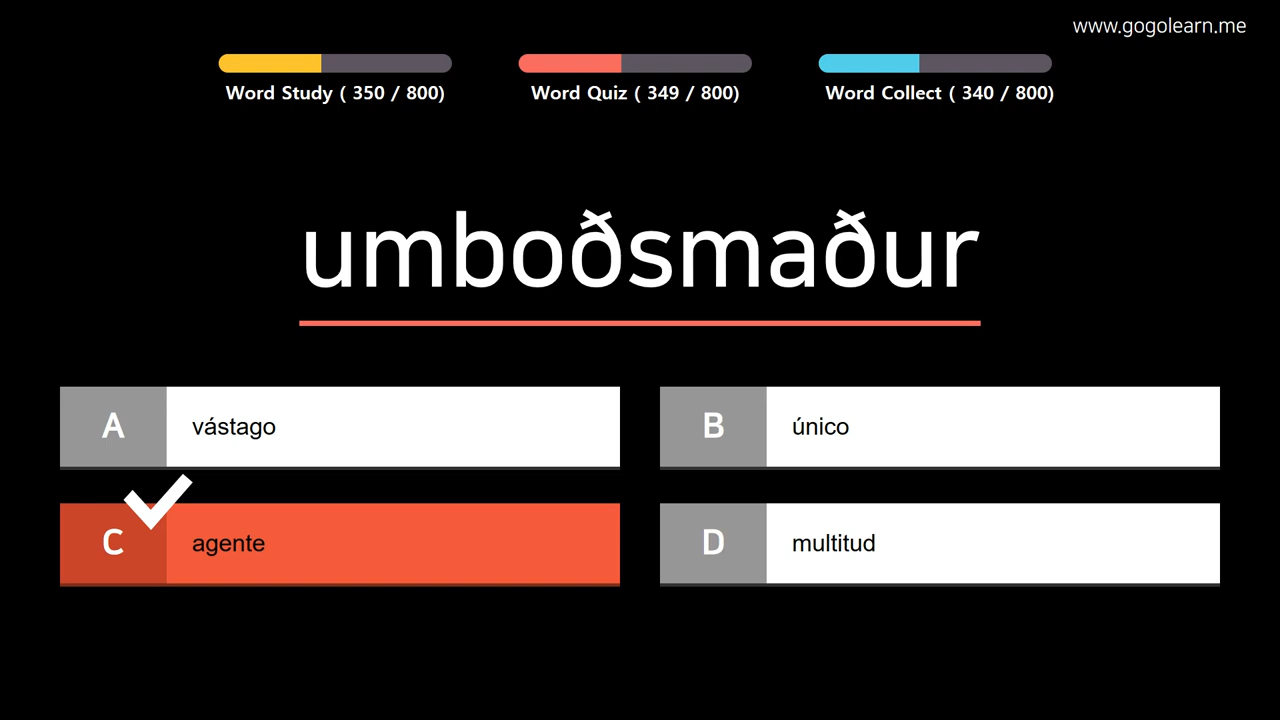 www.gogolearn.me
Word Study ( 350 / 800)
Word Quiz ( 349 / 800)
Word Collect ( 340 / 800)
umboðsmaður
A vástago
B único
C agente
D multitud